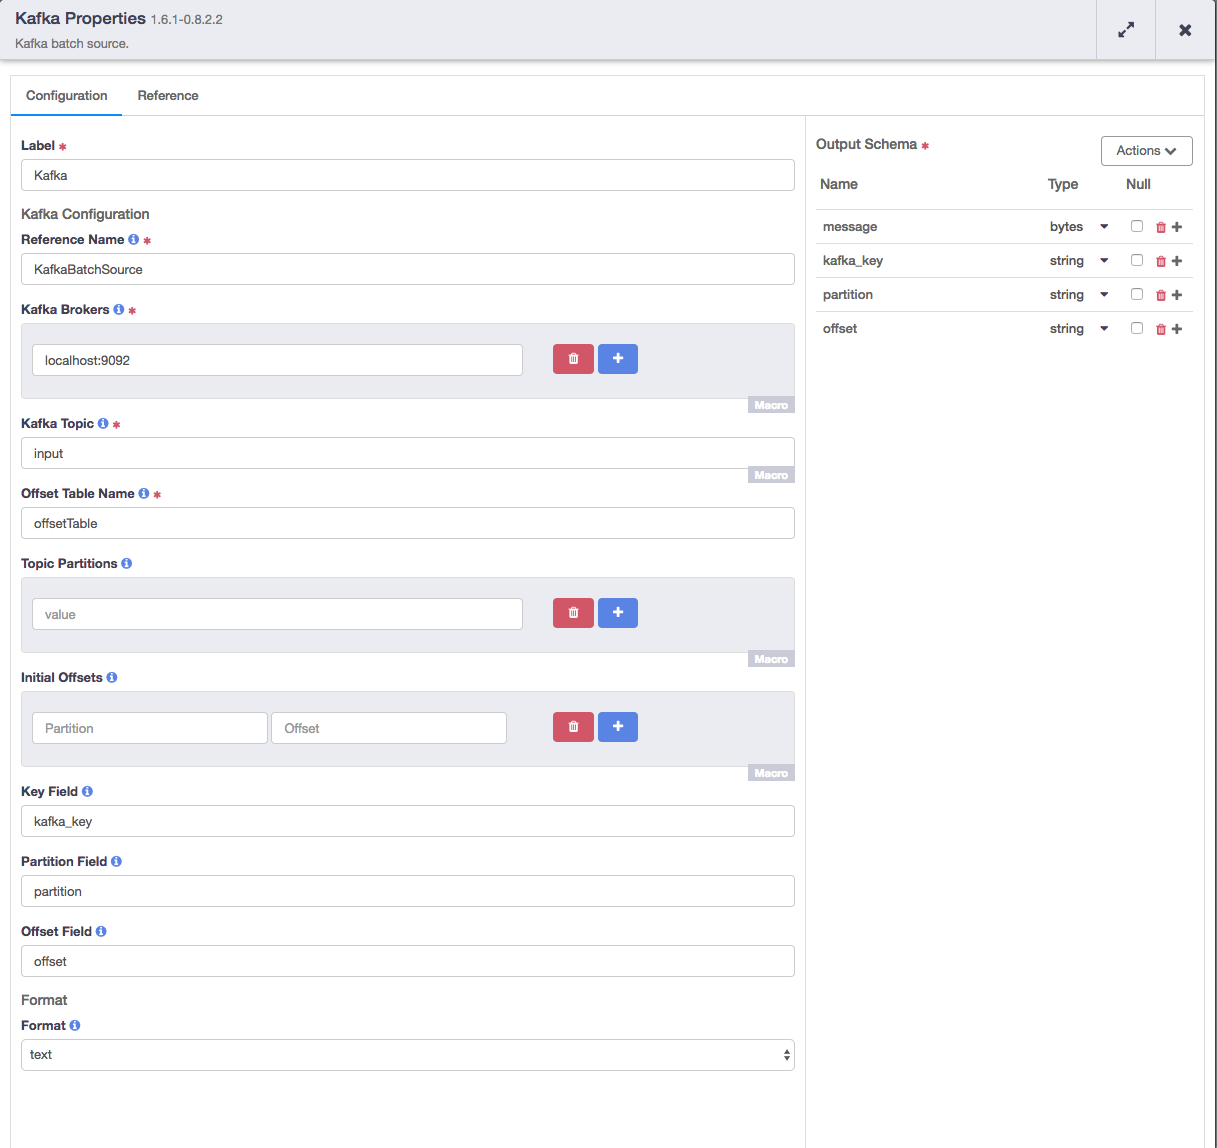 Kafka Properties 1.6.1-0.8.2.2
Kafka batch source.
Configuration Reference
Label *
Kafka
Kafka Configuration
Reference Name *
KafkaBatchSource
Kafka Brokers *
localhost:9092
Macro
Kafka Topic *
input
Macro
Offset Table Name *
offsetTable
Topic Partitions
value
Macro
Initial Offsets
Partition Offset
Macro
Key Field
kafka_key
Partition Field
partition
Offset Field
offset
Format
Format
text
Output Schema *
Actions
Name Type Null
message bytes
kafka_key string
partition string
offset string